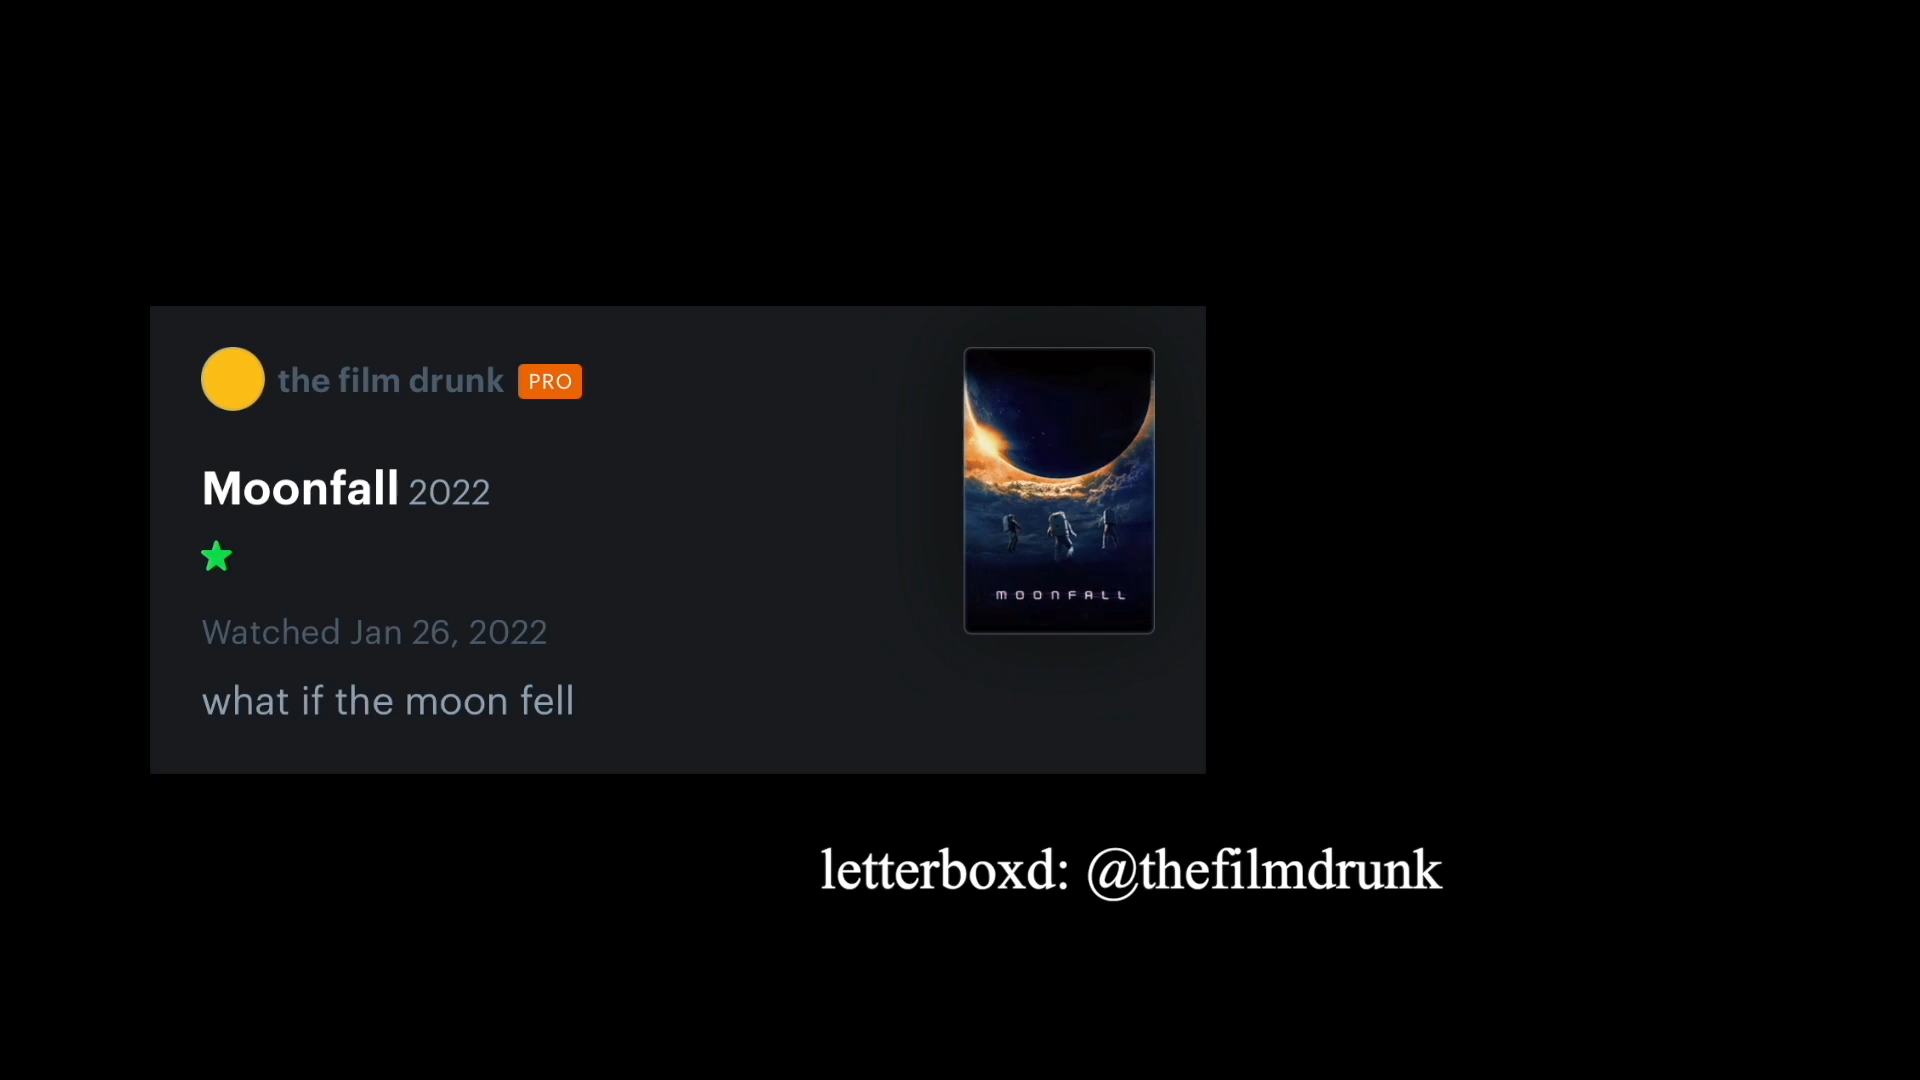 the film drunk PRO
Moonfall 2022
Watched Jan 26, 2022
what if the moon fell
MOONFALL
letterboxd: @thefilmdrunk